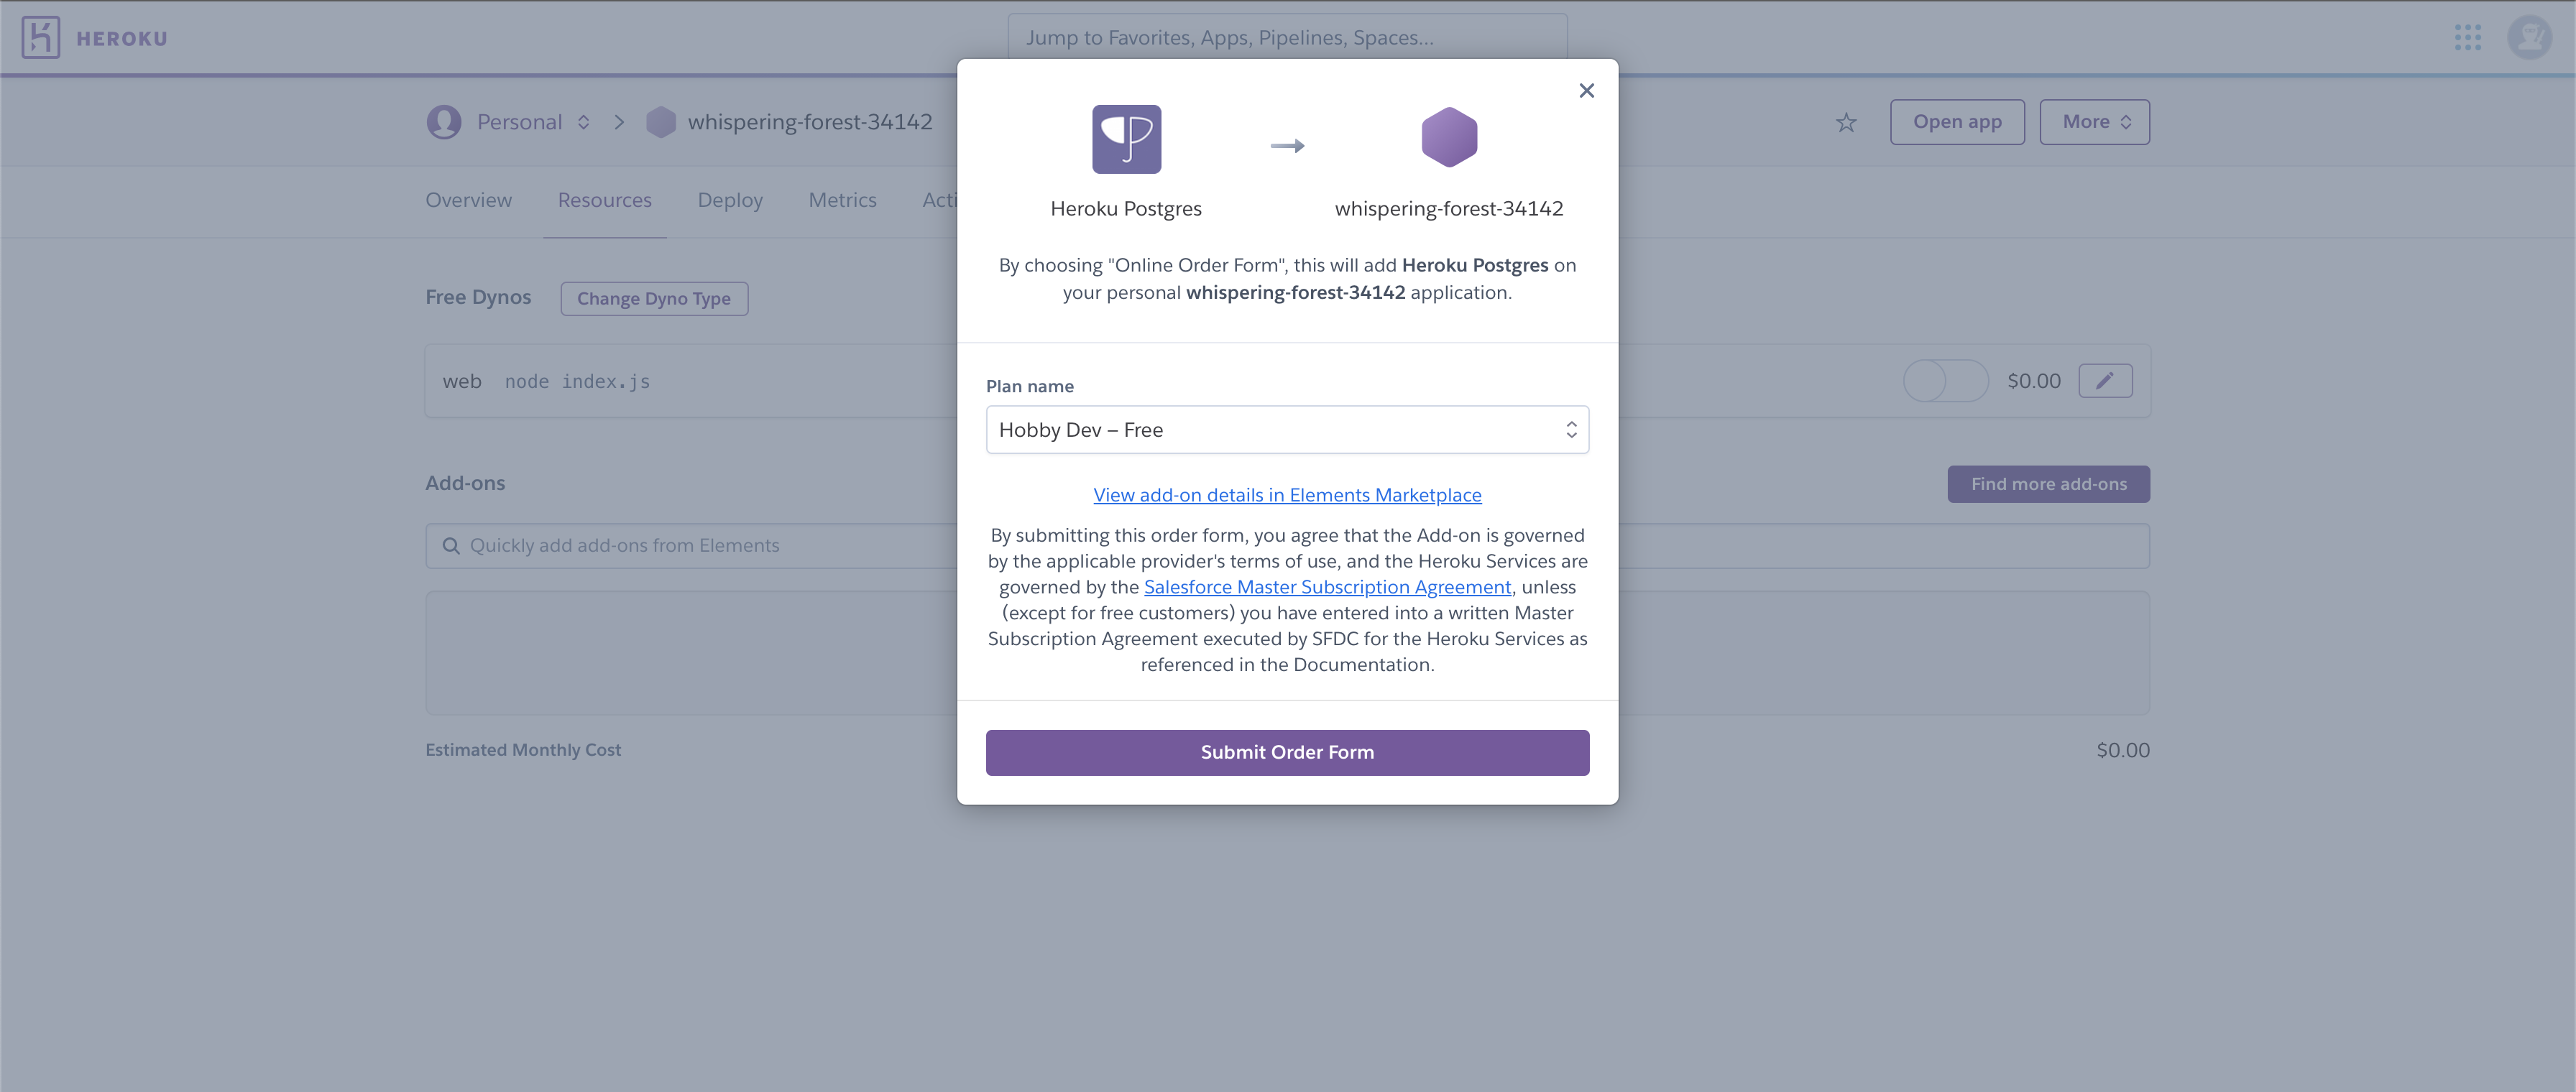 HEROKU
Jump to Favorites, Apps, Pipelines, Spaces...
Personal
whispering-forest-34142
Open app
More
Overview
Resources
Deploy
Metrics
Acti
Heroku Postgres
whispering-forest-34142
By choosing "Online Order Form", this will add Heroku Postgres on
your personal whispering-forest-34142 application.
Free Dynos
Change Dyno Type
web node index.js
$0.00
Plan name
Hobby Dev – Free
Add-ons
Find more add-ons
Quickly add add-ons from Elements
View add-on details in Elements Marketplace
By submitting this order form, you agree that the Add-on is governed
by the applicable provider's terms of use, and the Heroku Services are
governed by the Salesforce Master Subscription Agreement, unless
(except for free customers) you have entered into a written Master
Subscription Agreement executed by SFDC for the Heroku Services as
referenced in the Documentation.
Estimated Monthly Cost
$0.00
Submit Order Form